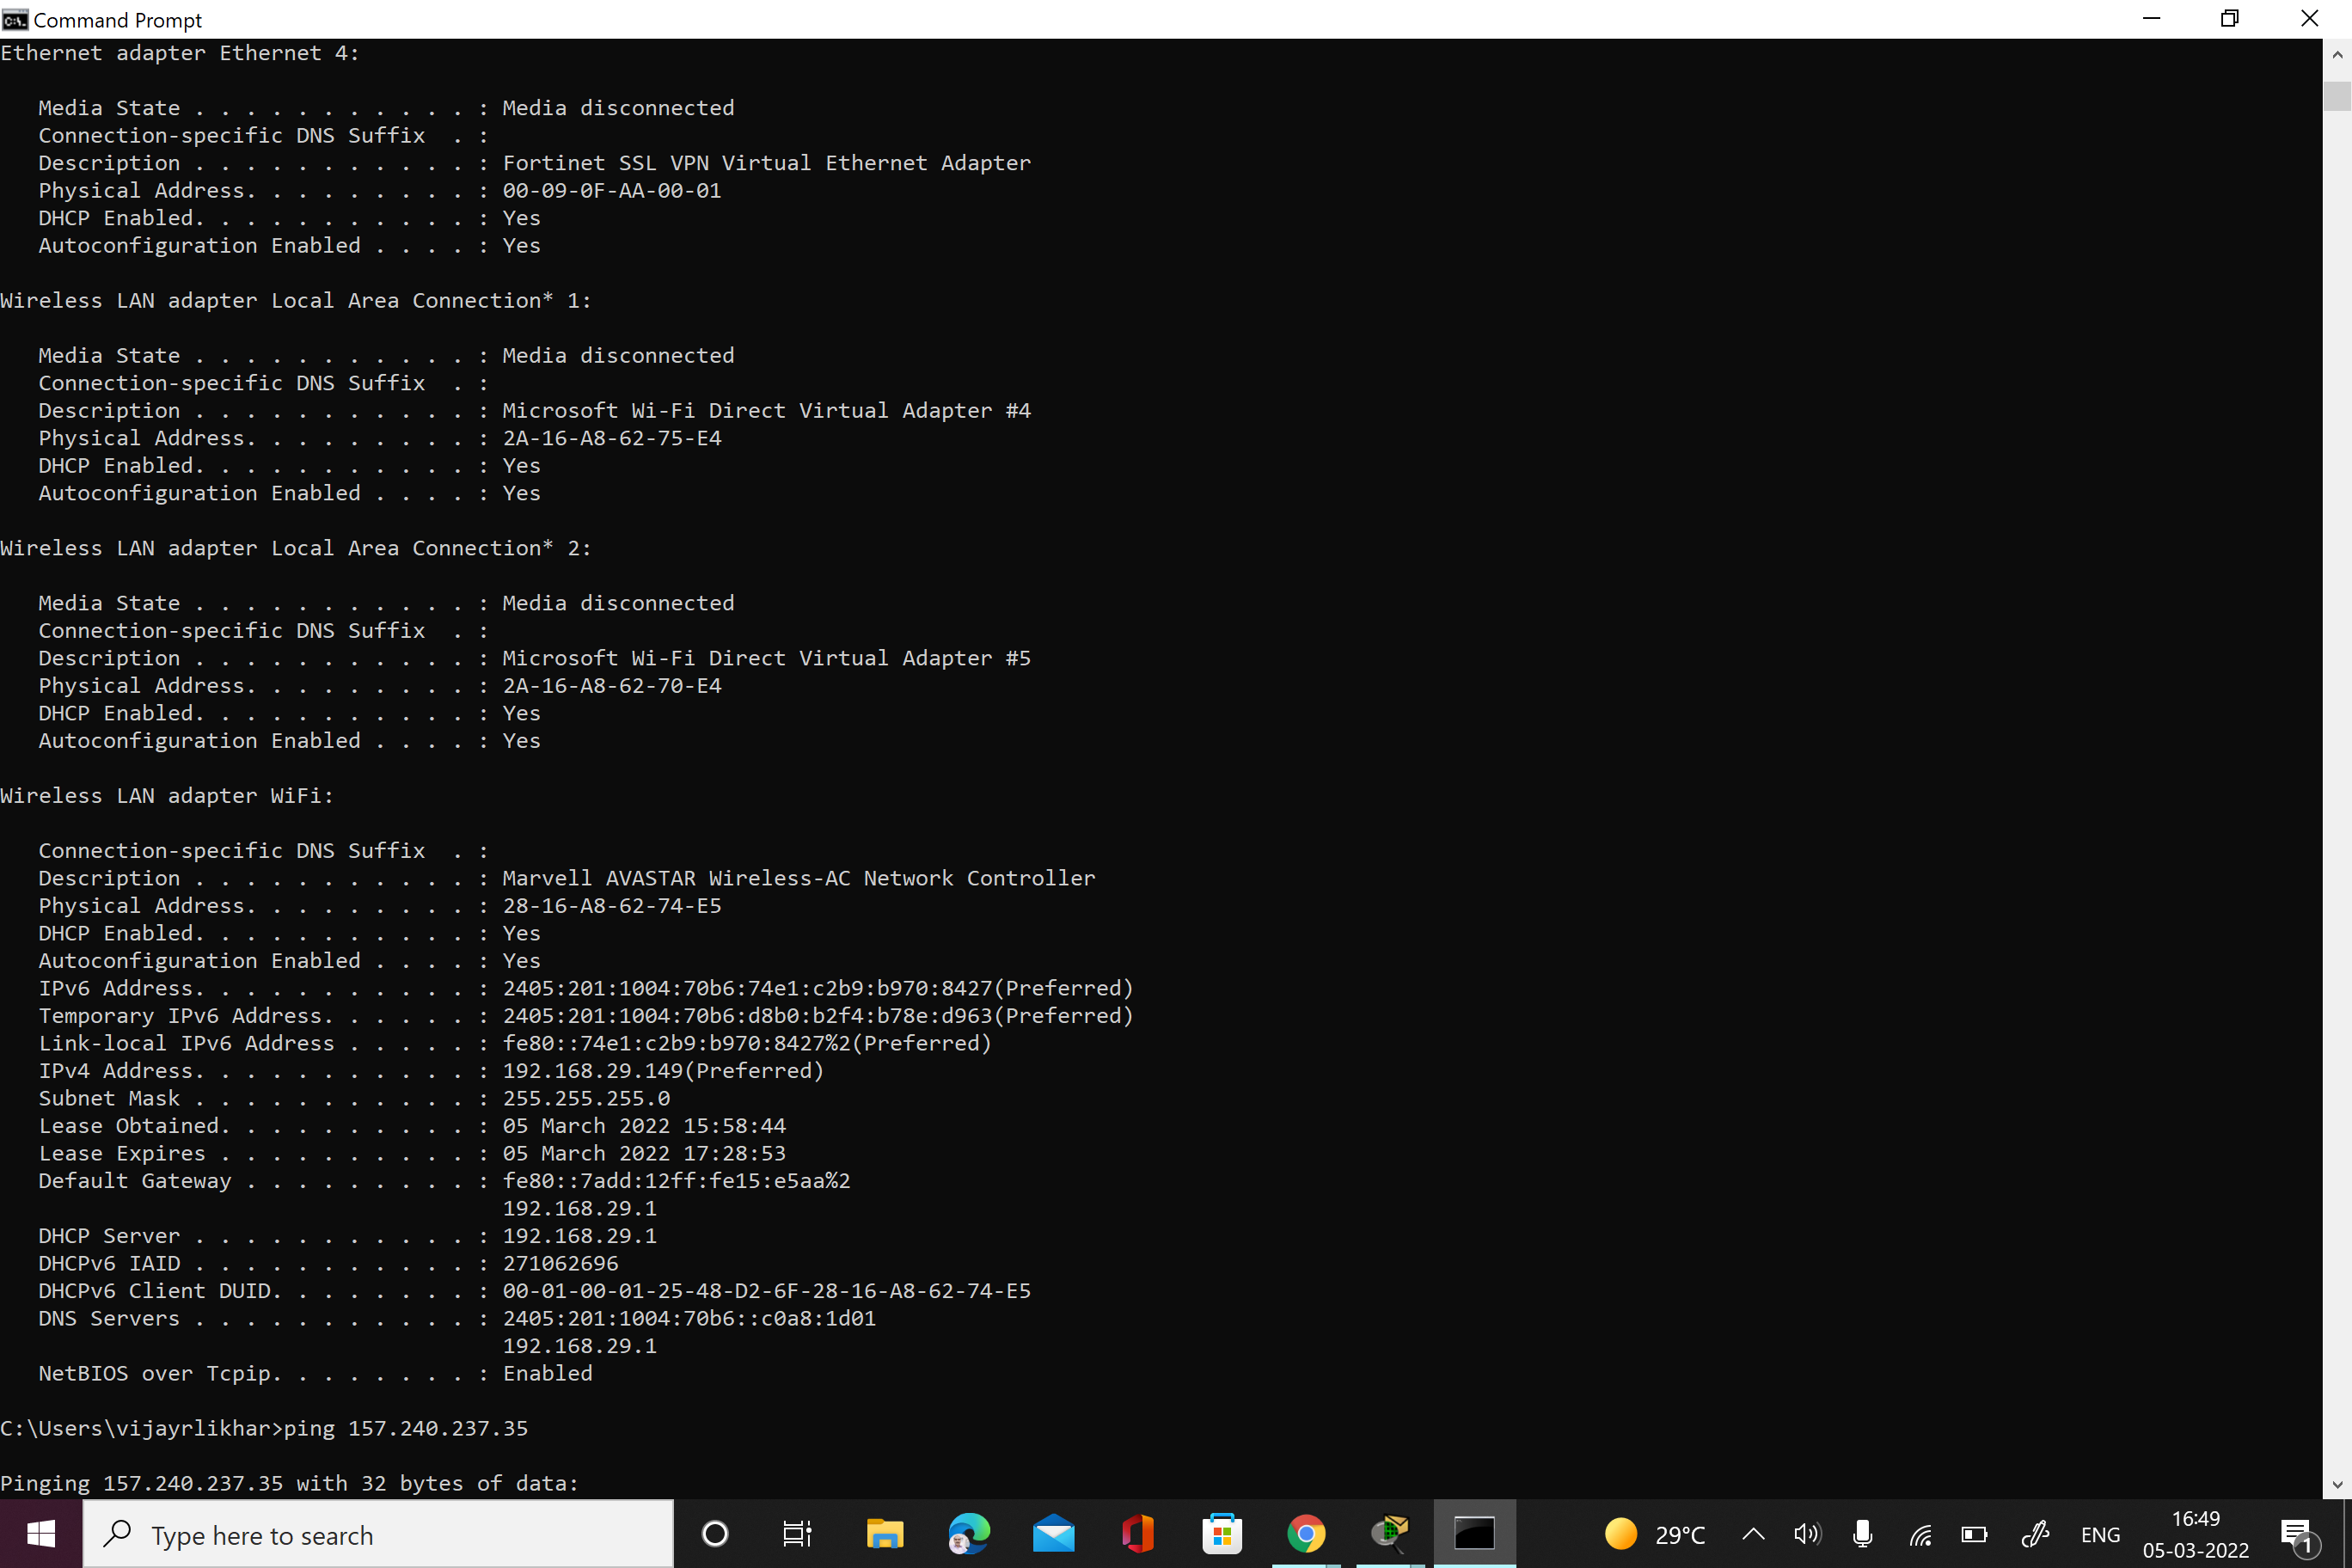 Command Prompt
Ethernet adapter Ethernet 4:
   Media State . . . . . . . . . . . : Media disconnected
   Connection-specific DNS Suffix  . :
   Description . . . . . . . . . . . : Fortinet SSL VPN Virtual Ethernet Adapter
   Physical Address. . . . . . . . . : 00-09-0F-AA-00-01
   DHCP Enabled. . . . . . . . . . . : Yes
   Autoconfiguration Enabled . . . . : Yes
Wireless LAN adapter Local Area Connection* 1:
   Media State . . . . . . . . . . . : Media disconnected
   Connection-specific DNS Suffix  . :
   Description . . . . . . . . . . . : Microsoft Wi-Fi Direct Virtual Adapter #4
   Physical Address. . . . . . . . . : 2A-16-A8-62-75-E4
   DHCP Enabled. . . . . . . . . . . : Yes
   Autoconfiguration Enabled . . . . : Yes
Wireless LAN adapter Local Area Connection* 2:
   Media State . . . . . . . . . . . : Media disconnected
   Connection-specific DNS Suffix  . :
   Description . . . . . . . . . . . : Microsoft Wi-Fi Direct Virtual Adapter #5
   Physical Address. . . . . . . . . : 2A-16-A8-62-70-E4
   DHCP Enabled. . . . . . . . . . . : Yes
   Autoconfiguration Enabled . . . . : Yes
Wireless LAN adapter WiFi:
   Connection-specific DNS Suffix  . :
   Description . . . . . . . . . . . : Marvell AVASTAR Wireless-AC Network Controller
   Physical Address. . . . . . . . . : 28-16-A8-62-74-E5
   DHCP Enabled. . . . . . . . . . . : Yes
   Autoconfiguration Enabled . . . . : Yes
   IPv6 Address. . . . . . . . . . . : 2405:201:1004:70b6:74e1:c2b9:b970:8427(Preferred)
   Temporary IPv6 Address. . . . . . : 2405:201:1004:70b6:d8b0:b2f4:b78e:d963(Preferred)
   Link-local IPv6 Address . . . . . : fe80::74e1:c2b9:b970:8427%2(Preferred)
   IPv4 Address. . . . . . . . . . . : 192.168.29.149(Preferred)
   Subnet Mask . . . . . . . . . . . : 255.255.255.0
   Lease Obtained. . . . . . . . . . : 05 March 2022 15:58:44
   Lease Expires . . . . . . . . . . : 05 March 2022 17:28:53
   Default Gateway . . . . . . . . . : fe80::7add:12ff:fe15:e5aa%2
                                       192.168.29.1
   DHCP Server . . . . . . . . . . . : 192.168.29.1
   DHCPv6 IAID . . . . . . . . . . . : 271062696
   DHCPv6 Client DUID. . . . . . . . : 00-01-00-01-25-48-D2-6F-28-16-A8-62-74-E5
   DNS Servers . . . . . . . . . . . : 2405:201:1004:70b6::c0a8:1d01
                                       192.168.29.1
   NetBIOS over Tcpip. . . . . . . . : Enabled
C:\Users\vijayrlikhar>ping 157.240.237.35
Pinging 157.240.237.35 with 32 bytes of data:
Type here to search
29°C
ENG
16:49
05-03-2022
1